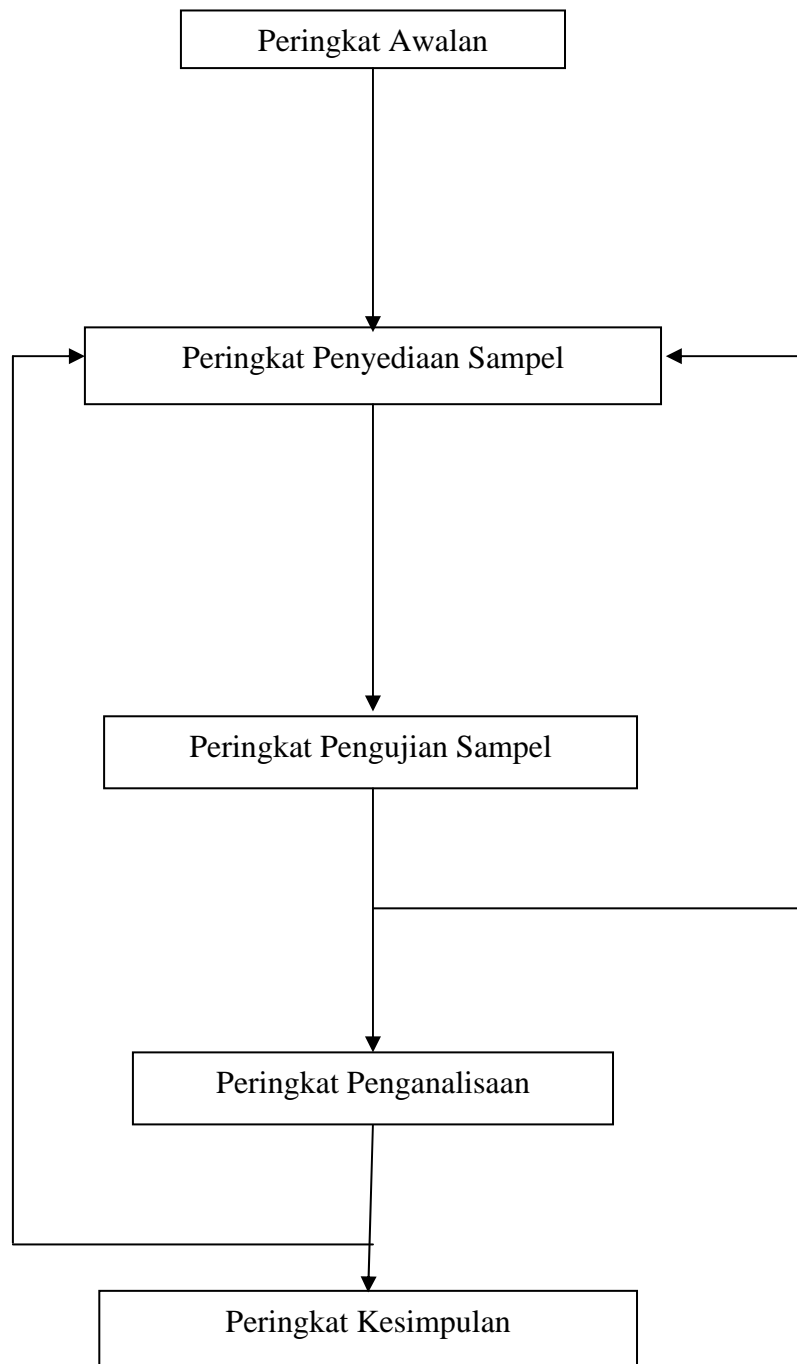 Peringkat Awalan
Peringkat Penyediaan Sampel
Peringkat Pengujian Sampel
Peringkat Penganalisaan
Peringkat Kesimpulan